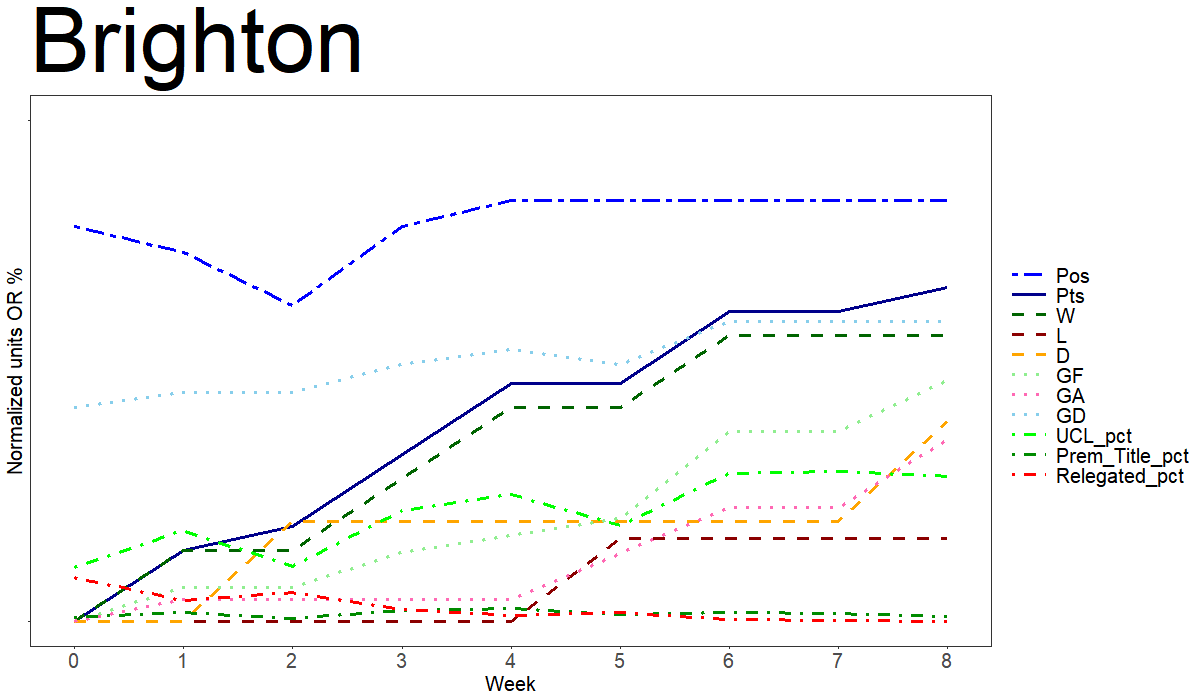 Brighton
Normalized units OR %
Pos
Pts
W
L
D
GF
GA
GD
UCL_pct
Prem_Title_pct
Relegated_pct
0 1 2 3 4 5 6 7 8
Week